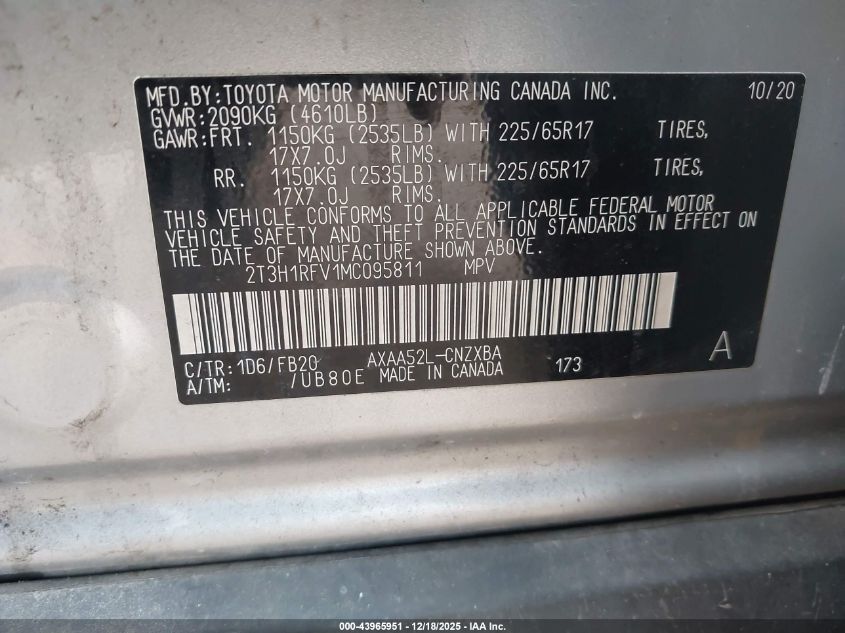 MFD.BY:TOYOTA MOTOR MANUFACTURING CANADA INC. 10/20
GVWR:2090KG (4610LB)
GAWR:FRT. 1150KG (2535LB) WITH 225/65R17 TIRES,
17X7.0J RIMS.
RR. 1150KG (2535LB) WITH 225/65R17 TIRES,
17X7.0J RIMS.
THIS VEHICLE CONFORMS TO ALL APPLICABLE FEDERAL MOTOR
VEHICLE SAFETY AND THEFT PREVENTION STANDARDS IN EFFECT ON
THE DATE OF MANUFACTURE SHOWN ABOVE.
2T3H1RFV1MC095811 MPV
C/TR:1D6/FB20 AXAA52L-CNZXBA 173 A
A/TM: /UB80E MADE IN CANADA
000-43965951 | 12/18/2025 - IAA Inc.